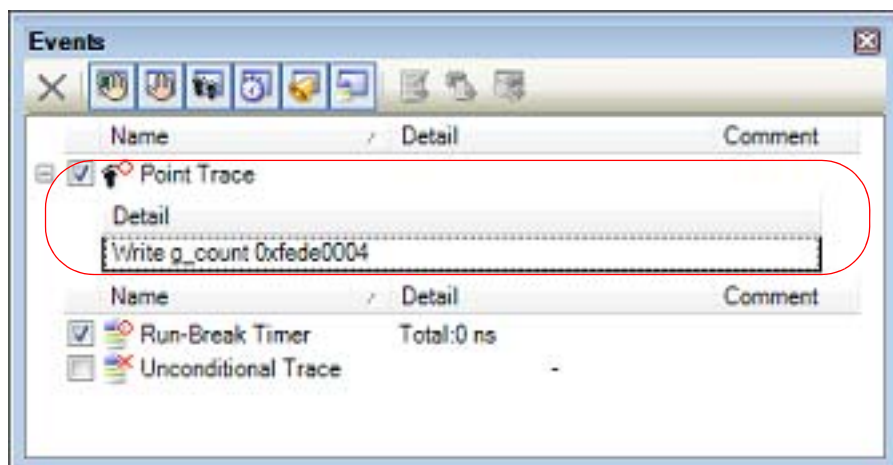 Events
Name Detail Comment
Point Trace
Detail
Write g_count 0xfede0004
Name Detail Comment
Run-Break Timer Total:0 ns
Unconditional Trace -